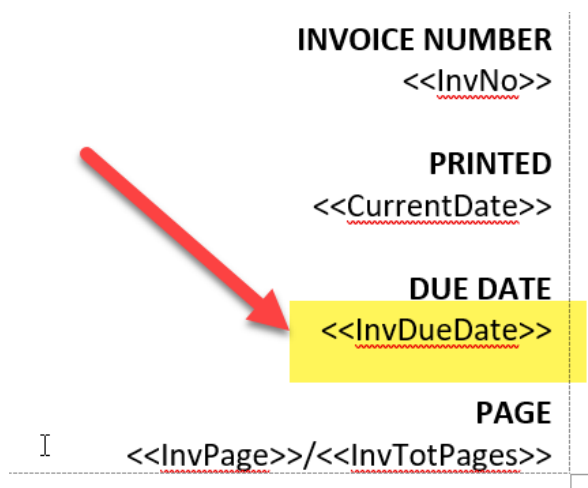 INVOICE NUMBER
<<InvNo>>
PRINTED
<<CurrentDate>>
DUE DATE
<<InvDueDate>>
PAGE
<<InvPage>>/<<InvTotPages>>